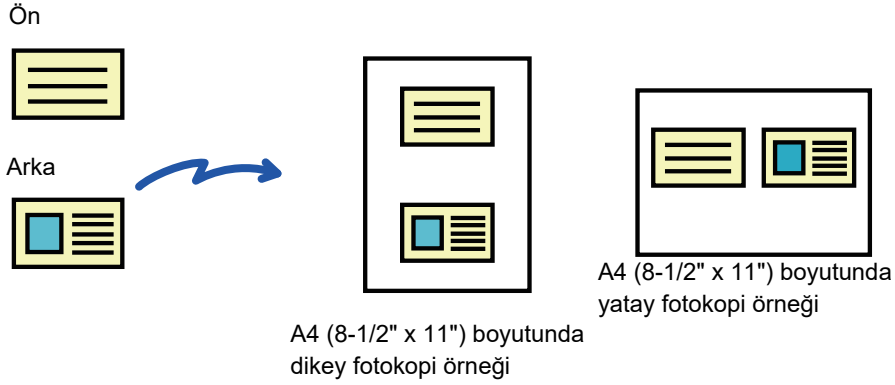 Ön
Arka
A4 (8-1/2" x 11") boyutunda
dikey fotokopi örneği
A4 (8-1/2" x 11") boyutunda
yatay fotokopi örneği